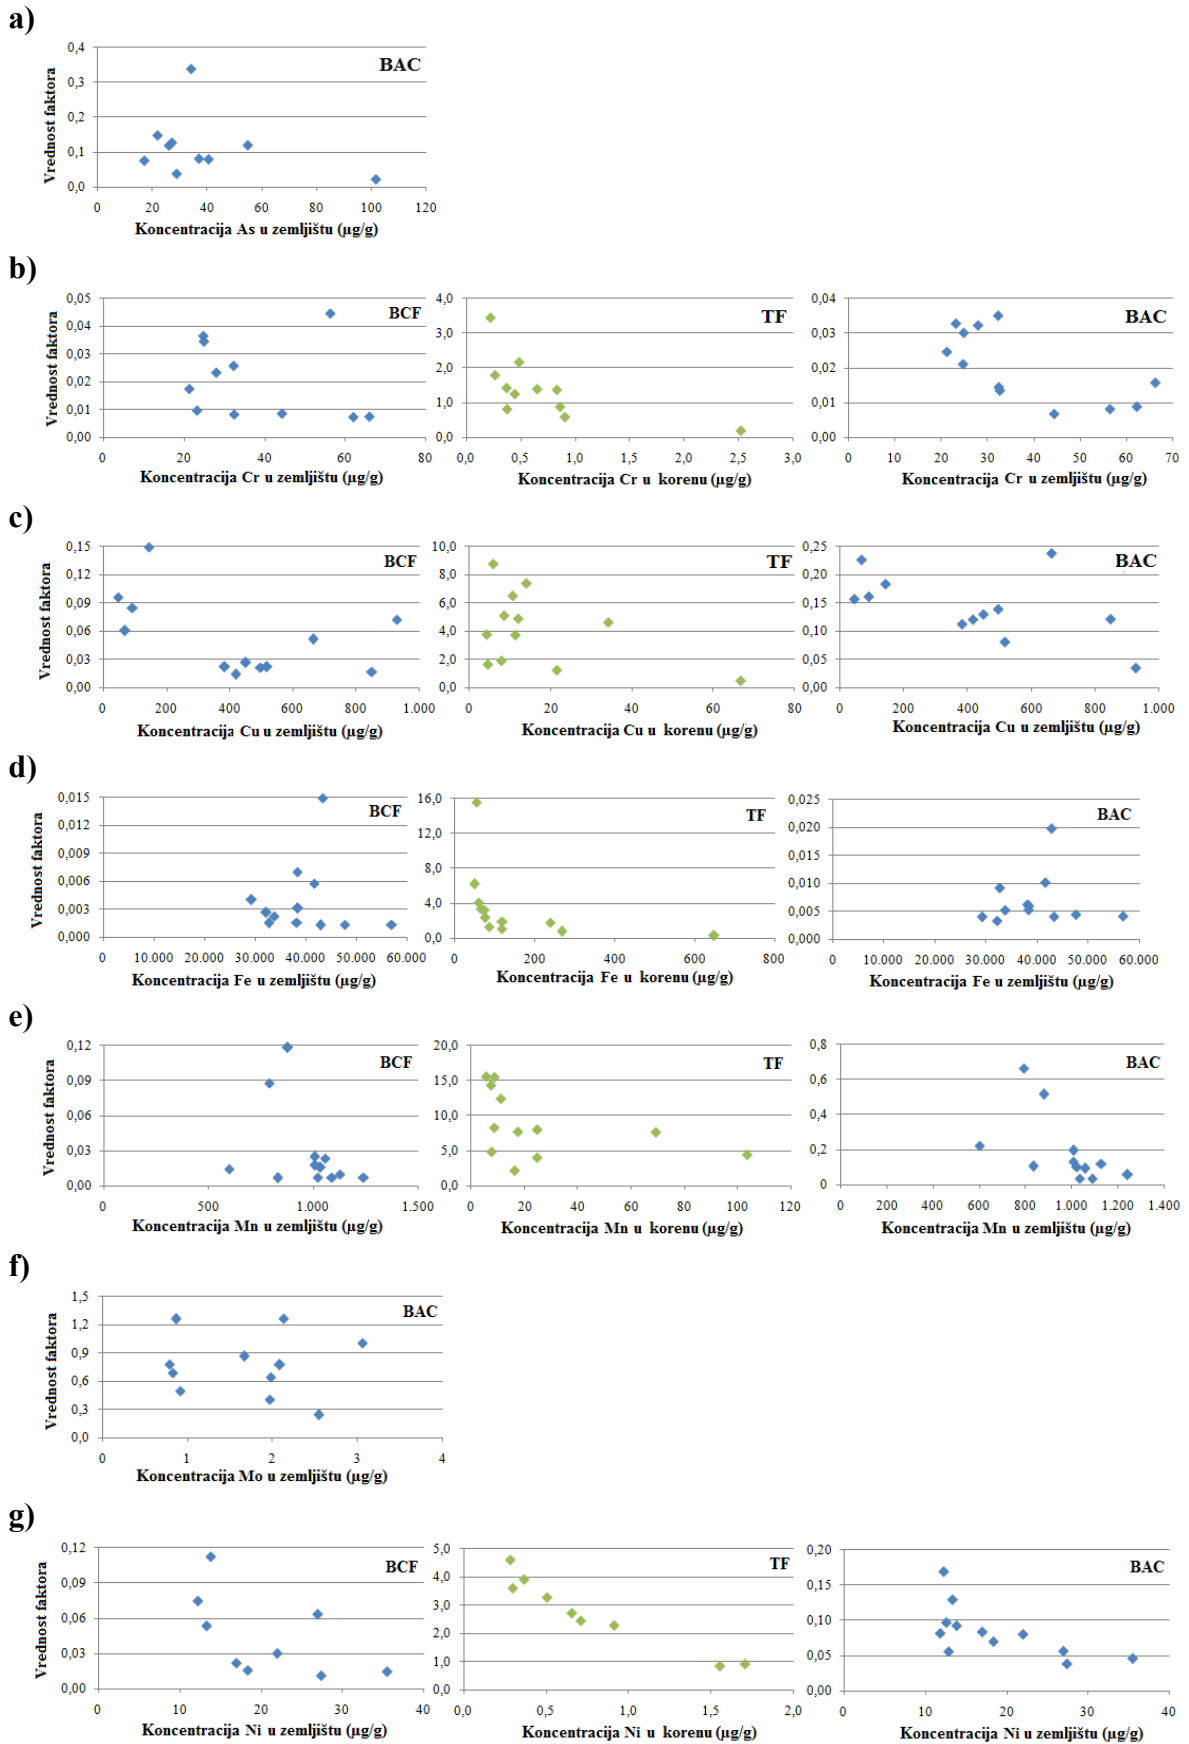 a)
BAC
Vrednost faktora
0,4
0,3
0,2
0,1
0,0
0 20 40 60 80 100 120
Koncentracija As u zemljištu (µg/g)
b)
BCF
Vrednost faktora
0,05
0,04
0,03
0,02
0,01
0,00
0 20 40 60 80
Koncentracija Cr u zemljištu (µg/g)
TF
4,0
3,0
2,0
1,0
0,0
0,0 0,5 1,0 1,5 2,0 2,5 3,0
Koncentracija Cr u korenu (µg/g)
BAC
0,04
0,03
0,02
0,01
0,00
0 10 20 30 40 50 60 70
Koncentracija Cr u zemljištu (µg/g)
c)
BCF
Vrednost faktora
0,15
0,12
0,09
0,06
0,03
0,00
0 200 400 600 800 1.000
Koncentracija Cu u zemljištu (µg/g)
TF
10,0
8,0
6,0
4,0
2,0
0,0
0 20 40 60 80
Koncentracija Cu u korenu (µg/g)
BAC
0,25
0,20
0,15
0,10
0,05
0,00
0 200 400 600 800 1.000
Koncentracija Cu u zemljištu (µg/g)
d)
BCF
Vrednost faktora
0,015
0,012
0,009
0,006
0,003
0,000
0 10.000 20.000 30.000 40.000 50.000 60.000
Koncentracija Fe u zemljištu (µg/g)
TF
16,0
12,0
8,0
4,0
0,0
0 200 400 600 800
Koncentracija Fe u korenu (µg/g)
BAC
0,025
0,020
0,015
0,010
0,005
0,000
0 10.000 20.000 30.000 40.000 50.000 60.000
Koncentracija Fe u zemljištu (µg/g)
e)
BCF
Vrednost faktora
0,12
0,09
0,06
0,03
0,00
0 500 1.000 1.500
Koncentracija Mn u zemljištu (µg/g)
TF
20,0
15,0
10,0
5,0
0,0
0 20 40 60 80 100 120
Koncentracija Mn u korenu (µg/g)
BAC
0,8
0,6
0,4
0,2
0
0 200 400 600 800 1.000 1.200 1.400
Koncentracija Mn u zemljištu (µg/g)
f)
BAC
Vrednost faktora
1,5
1,2
0,9
0,6
0,3
0,0
0 1 2 3 4
Koncentracija Mo u zemljištu (µg/g)
g)
BCF
Vrednost faktora
0,12
0,09
0,06
0,03
0,00
0 10 20 30 40
Koncentracija Ni u zemljištu (µg/g)
TF
5,0
4,0
3,0
2,0
1,0
0,0
0,0 0,5 1,0 1,5 2,0
Koncentracija Ni u korenu (µg/g)
BAC
0,20
0,15
0,10
0,05
0,00
0 10 20 30 40
Koncentracija Ni u zemljištu (µg/g)